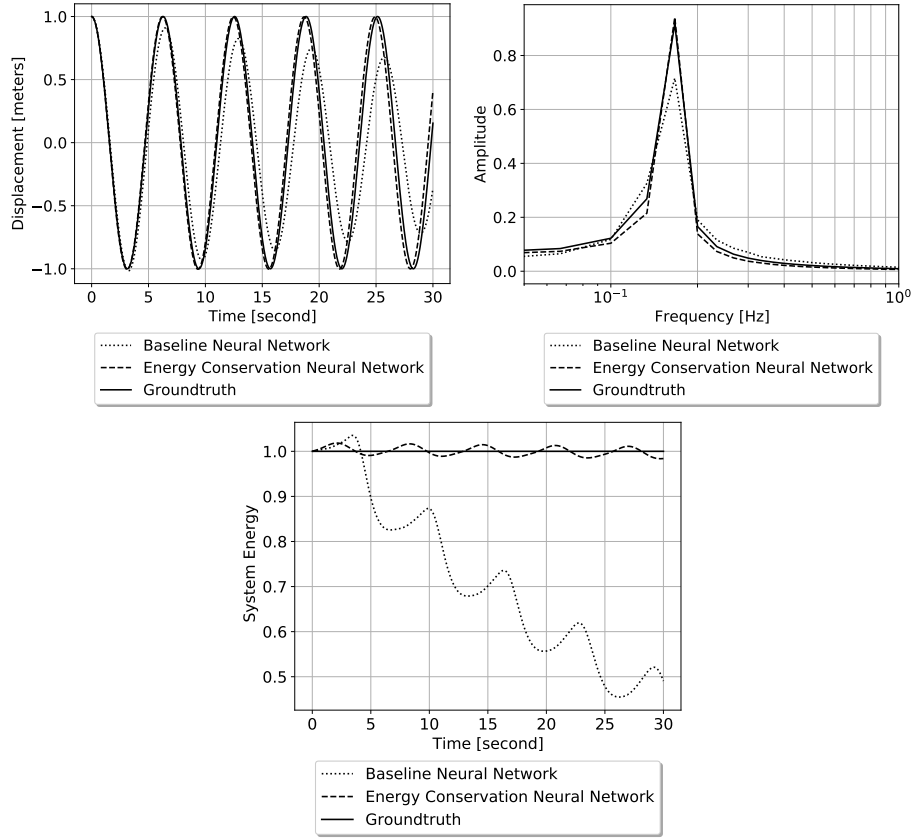 Displacement [meters]
1.0
0.5
0.0
−0.5
−1.0
0 5 10 15 20 25 30
Time [second]
Baseline Neural Network
Energy Conservation Neural Network
Groundtruth
Amplitude
0.8
0.6
0.4
0.2
0.0
10⁻¹ 10⁰
Frequency [Hz]
Baseline Neural Network
Energy Conservation Neural Network
Groundtruth
System Energy
1.0
0.9
0.8
0.7
0.6
0.5
0 5 10 15 20 25 30
Time [second]
Baseline Neural Network
Energy Conservation Neural Network
Groundtruth